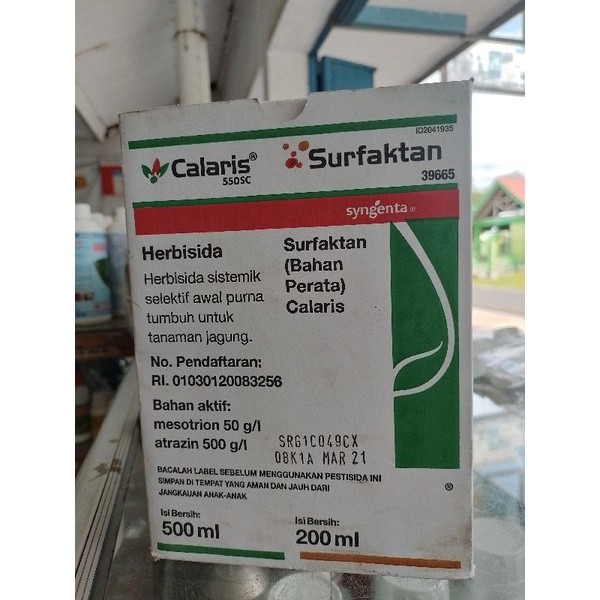 ID2041935
Calaris®
550SC
Surfaktan
39665
syngenta®
Herbisida
Herbisida sistemik
selektif awal purna
tumbuh untuk
tanaman jagung.
No. Pendaftaran:
RI. 01030120083256
Bahan aktif:
mesotrion 50 g/l
atrazin 500 g/l
Surfaktan
(Bahan
Perata)
Calaris
SRG1C049CX
08K1A MAR 21
BACALAH LABEL SEBELUM MENGGUNAKAN PESTISIDA INI
SIMPAN DI TEMPAT YANG AMAN DAN JAUH DARI
JANGKAUAN ANAK-ANAK
®
Isi Bersih:
500 ml
Isi Bersih:
200 ml